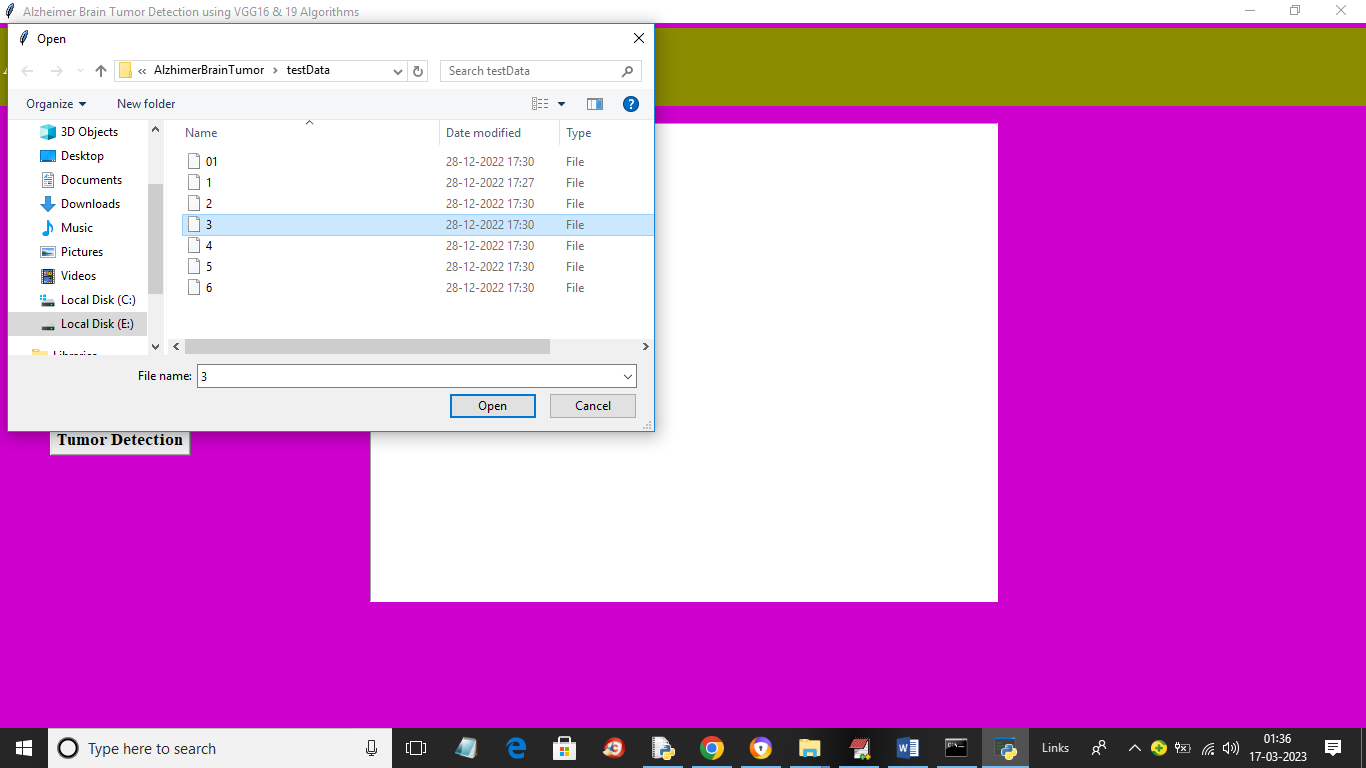 Alzheimer Brain Tumor Detection using VGG16 & 19 Algorithms
Open
« AlzhimerBrainTumor > testData
Search testData
Organize
New folder
?
3D Objects
Desktop
Documents
Downloads
Music
Pictures
Videos
Local Disk (C:)
Local Disk (E:)
Libraries
Name Date modified Type
01 28-12-2022 17:30 File
1 28-12-2022 17:27 File
2 28-12-2022 17:30 File
3 28-12-2022 17:30 File
4 28-12-2022 17:30 File
5 28-12-2022 17:30 File
6 28-12-2022 17:30 File
File name: 3
Open Cancel
Tumor Detection
Type here to search
Links
01:36
17-03-2023